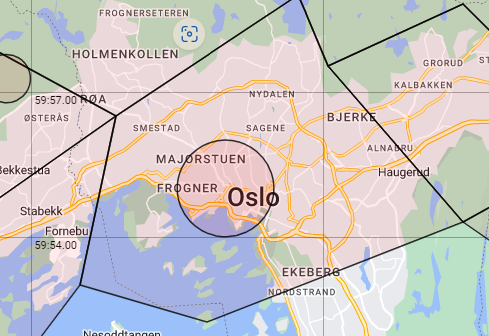 FROGNERSETEREN
HOLMENKOLLEN
GRORUD
ST
KALBAKKEN
NYDALEN
59:57.00
RØA
BJERKE
ØSTERÅS
SMESTAD
SAGENE
ALNABRU
MAJORSTUEN
Bekkestua
Haugerud
FROGNER
Oslo
Stabekk
Fornebu
59:54.00
EKEBERG
NORDSTRAND
Nesoddtangen